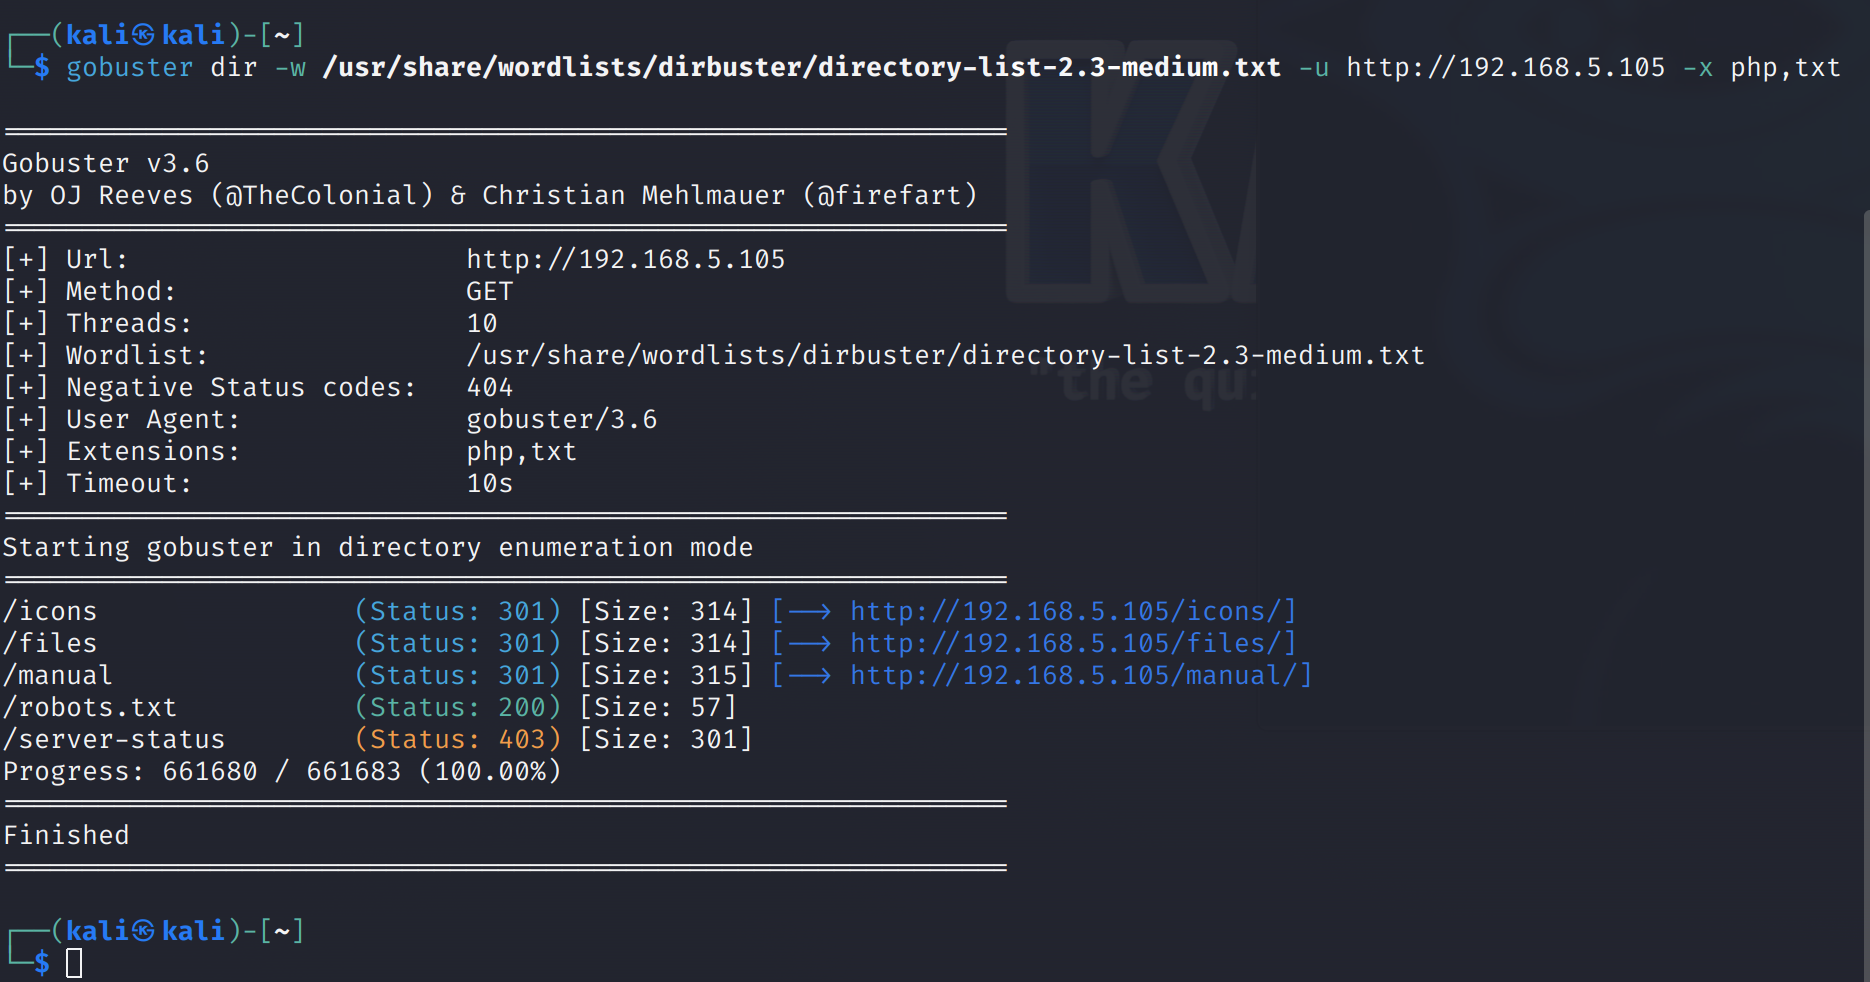 ┌──(kali㉿kali)-[~]
└─$ gobuster dir -w /usr/share/wordlists/dirbuster/directory-list-2.3-medium.txt -u http://192.168.5.105 -x php,txt
===============================================================
Gobuster v3.6
by OJ Reeves (@TheColonial) & Christian Mehlmauer (@firefart)
===============================================================
[+] Url:                     http://192.168.5.105
[+] Method:                  GET
[+] Threads:                 10
[+] Wordlist:                /usr/share/wordlists/dirbuster/directory-list-2.3-medium.txt
[+] Negative Status codes:   404
[+] User Agent:              gobuster/3.6
[+] Extensions:              php,txt
[+] Timeout:                 10s
===============================================================
Starting gobuster in directory enumeration mode
===============================================================
/icons                (Status: 301) [Size: 314] [--> http://192.168.5.105/icons/]
/files                (Status: 301) [Size: 314] [--> http://192.168.5.105/files/]
/manual               (Status: 301) [Size: 315] [--> http://192.168.5.105/manual/]
/robots.txt           (Status: 200) [Size: 57]
/server-status        (Status: 403) [Size: 301]
Progress: 661680 / 661683 (100.00%)
===============================================================
Finished
===============================================================
┌──(kali㉿kali)-[~]
└─$
K
"the qu